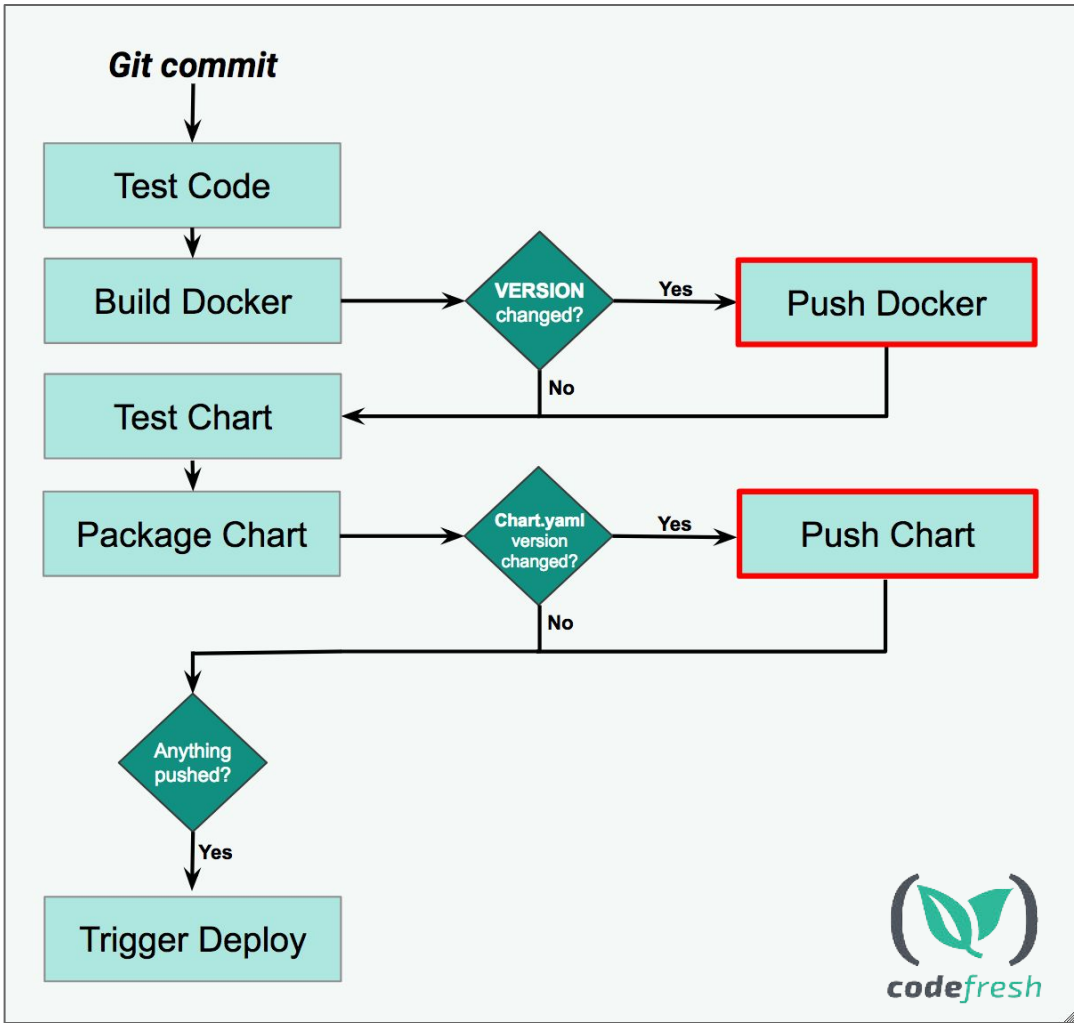 Git commit
Test Code
Build Docker
VERSION
changed?
Yes
Push Docker
No
Test Chart
Package Chart
Chart.yaml
version
changed?
Yes
Push Chart
No
Anything
pushed?
Yes
Trigger Deploy
codefresh